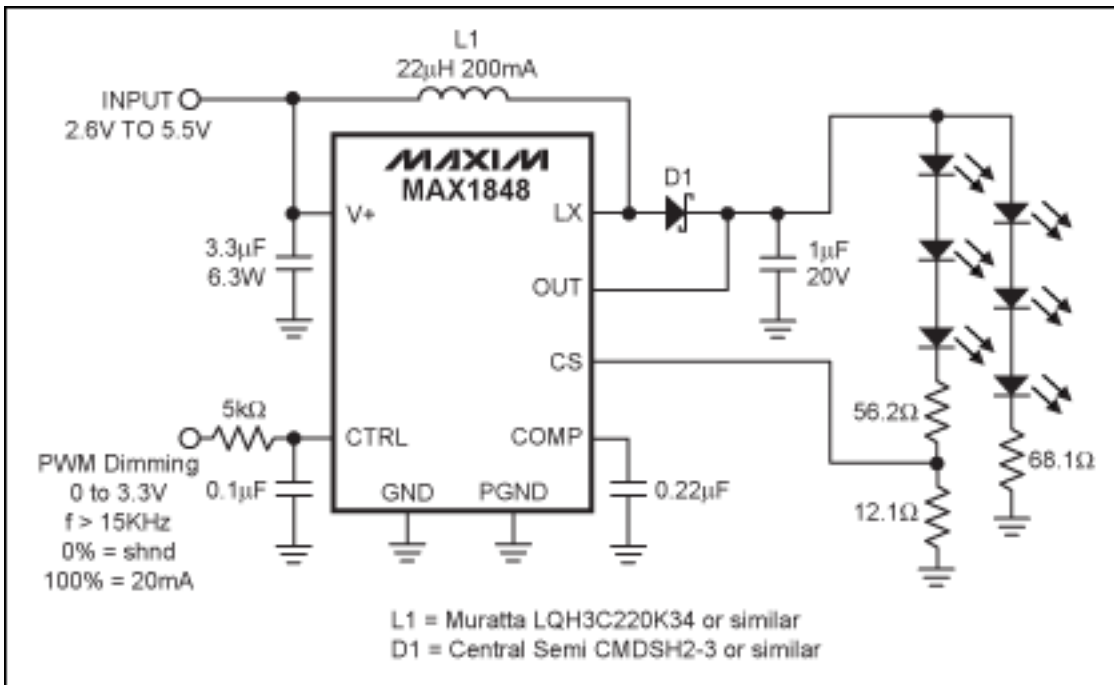 L1
22μH 200mA
INPUT
2.6V TO 5.5V
MAXIM
MAX1848
D1
V+
LX
3.3μF
6.3W
1μF
20V
OUT
CS
5kΩ
56.2Ω
CTRL
COMP
PWM Dimming
0 to 3.3V
f > 15KHz
0% = shnd
100% = 20mA
0.1μF
GND
PGND
0.22μF
68.1Ω
12.1Ω
L1 = Muratta LQH3C220K34 or similar
D1 = Central Semi CMDSH2-3 or similar